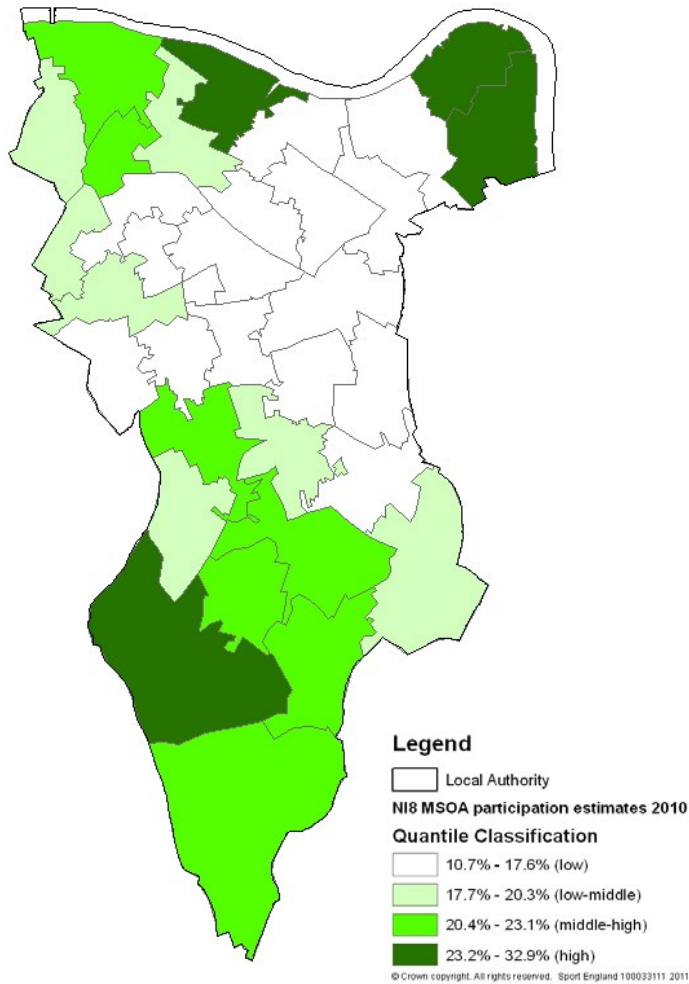 Legend
Local Authority
NI8 MSOA participation estimates 2010
Quantile Classification
10.7% - 17.6% (low)
17.7% - 20.3% (low-middle)
20.4% - 23.1% (middle-high)
23.2% - 32.9% (high)
© Crown copyright. All rights reserved. Sport England 100033111 2011